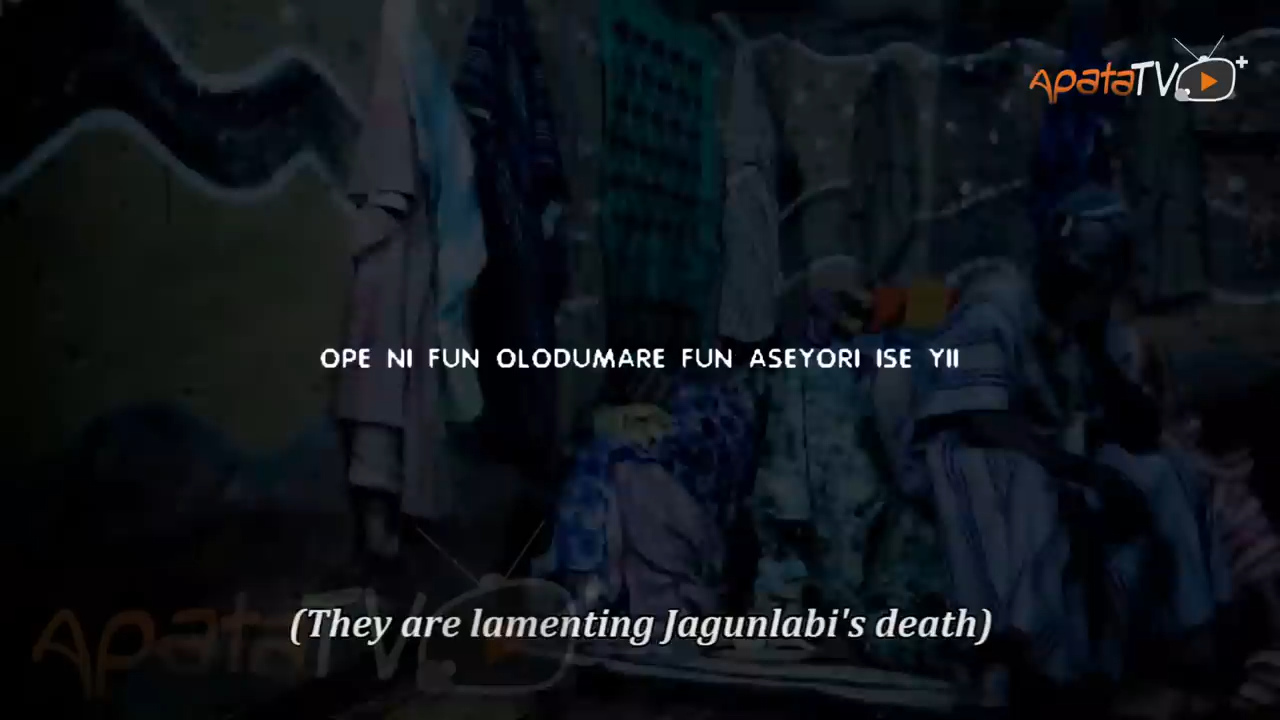 ApataTV+
OPE NI FUN OLODUMARE FUN ASEYORI ISE YII
(They are lamenting Jagunlabi's death)
ApataTV